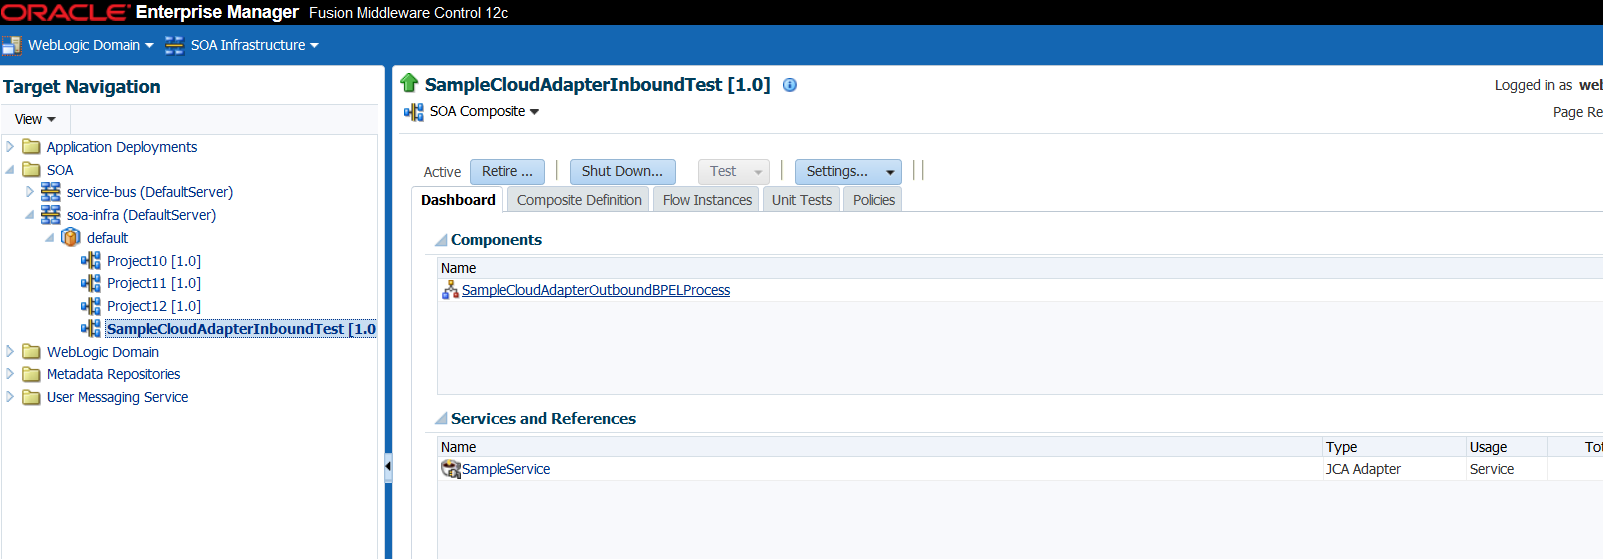 ORACLE Enterprise Manager Fusion Middleware Control 12c
WebLogic Domain SOA Infrastructure
Target Navigation
View
Application Deployments
SOA
service-bus (DefaultServer)
soa-infra (DefaultServer)
default
Project10 [1.0]
Project11 [1.0]
Project12 [1.0]
SampleCloudAdapterInboundTest [1.0
WebLogic Domain
Metadata Repositories
User Messaging Service
SampleCloudAdapterInboundTest [1.0]
Logged in as web
SOA Composite
Page Re
Active Retire ... Shut Down... Test Settings...
Dashboard Composite Definition Flow Instances Unit Tests Policies
Components
Name
SampleCloudAdapterOutboundBPELProcess
Services and References
Name Type Usage Tot
SampleService JCA Adapter Service